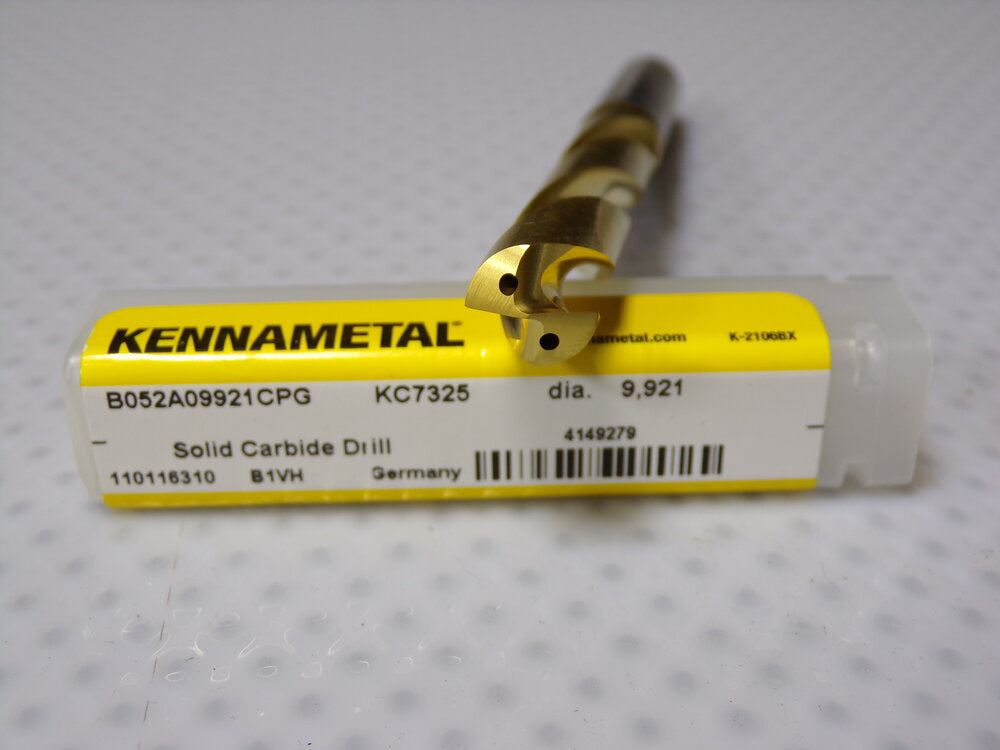 KENNAMETAL® ametal.com K-2106BX
B052A09921CPG KC7325 dia. 9,921
Solid Carbide Drill 4149279
110116310 B1VH Germany